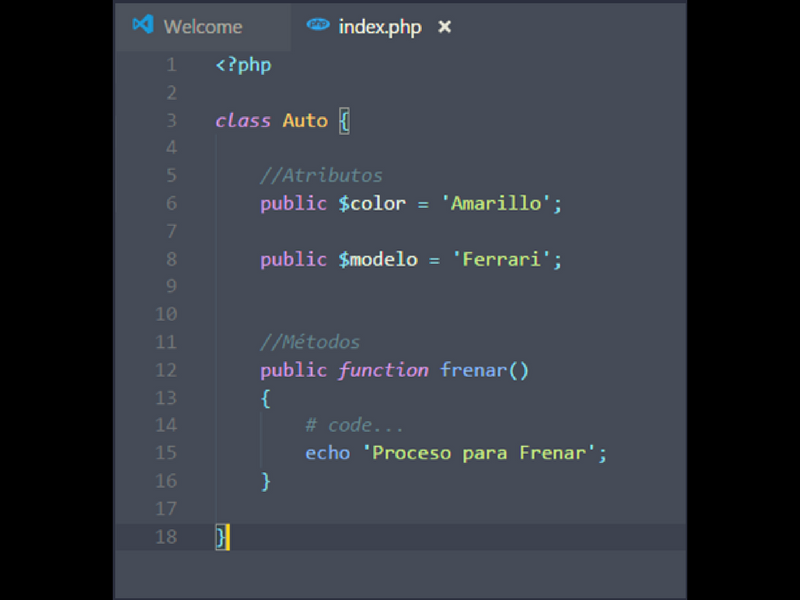 Welcome index.php ×
1 <?php
2
3 class Auto {
4
5 //Atributos
6 public $color = 'Amarillo';
7
8 public $modelo = 'Ferrari';
9
10
11 //Métodos
12 public function frenar()
13 {
14 # code...
15 echo 'Proceso para Frenar';
16 }
17
18 }